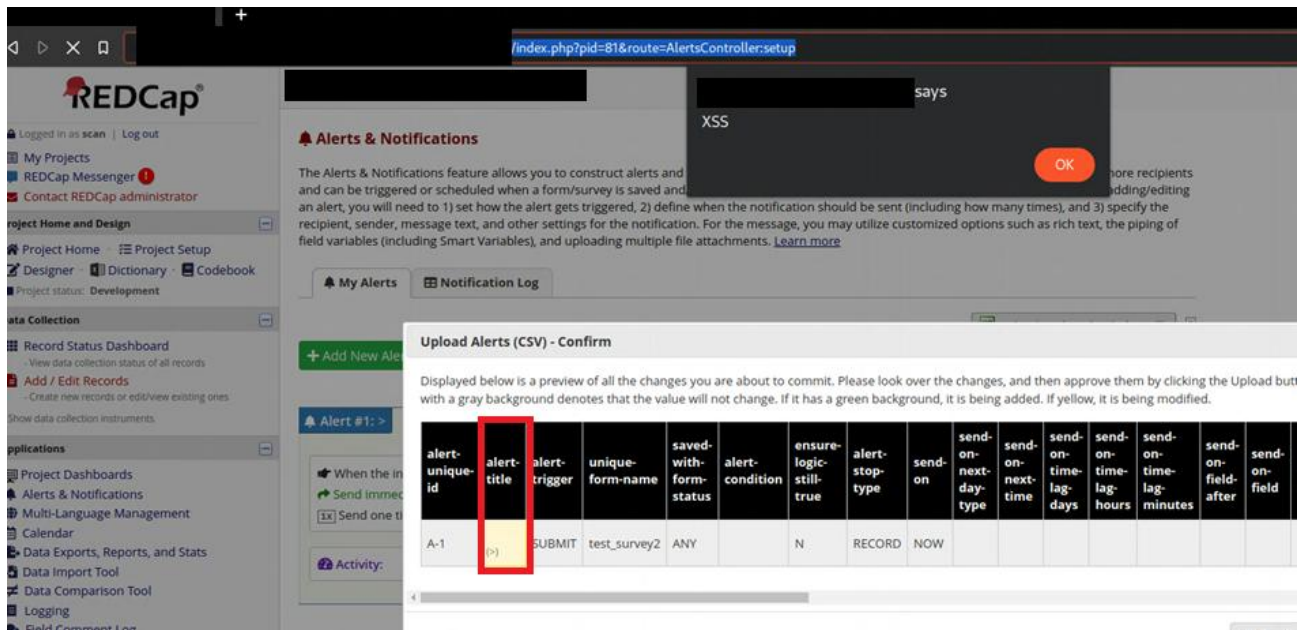 +
/index.php?pid=81&route=AlertsController:setup
REDCap®
says
XSS
OK
Logged in as scan | Log out
My Projects
REDCap Messenger
Contact REDCap administrator
roject Home and Design
Project Home · Project Setup
Designer · Dictionary · Codebook
Project status: Development
ata Collection
Record Status Dashboard
- View data collection status of all records
Add / Edit Records
- Create new records or edit/view existing ones
Show data collection instruments
pplications
Project Dashboards
Alerts & Notifications
Multi-Language Management
Calendar
Data Exports, Reports, and Stats
Data Import Tool
Data Comparison Tool
Logging
Field Comment Log
Alerts & Notifications
The Alerts & Notifications feature allows you to construct alerts and
more recipients
and can be triggered or scheduled when a form/survey is saved and
adding/editing
an alert, you will need to 1) set how the alert gets triggered, 2) define when the notification should be sent (including how many times), and 3) specify the
recipient, sender, message text, and other settings for the notification. For the message, you may utilize customized options such as rich text, the piping of
field variables (including Smart Variables), and uploading multiple file attachments. Learn more
My Alerts Notification Log
+ Add New Ale
Alert #1: >
When the in
Send immed
1x Send one ti
Activity:
Upload Alerts (CSV) - Confirm
Displayed below is a preview of all the changes you are about to commit. Please look over the changes, and then approve them by clicking the Upload butt
with a gray background denotes that the value will not change. If it has a green background, it is being added. If yellow, it is being modified.
alert-unique-id alert-title alert-trigger unique-form-name saved-with-form-status alert-condition ensure-logic-still-true alert-stop-type send-on send-on-next-day-type send-on-next-time send-on-time-lag-days send-on-time-lag-hours send-on-time-lag-minutes send-on-field-after send-on-field
A-1 (>) SUBMIT test_survey2 ANY N RECORD NOW